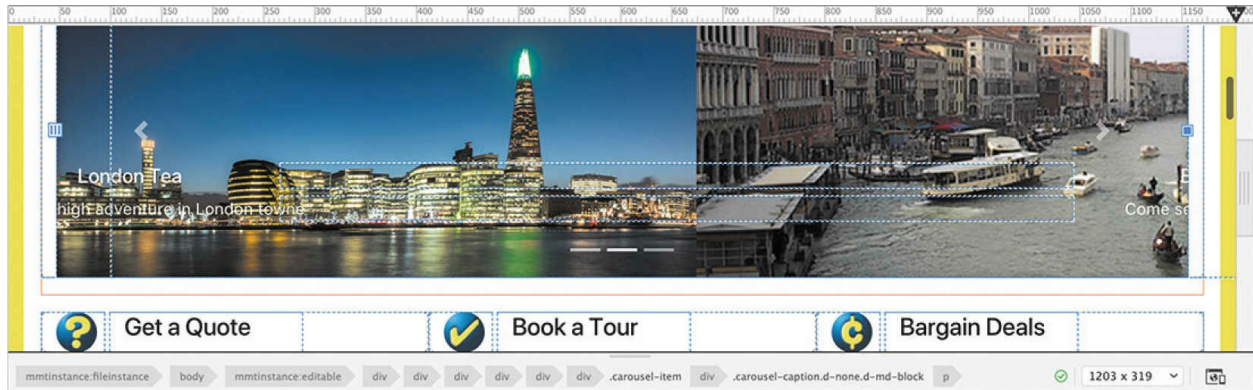 0 50 100 150 200 250 300 350 400 450 500 550 600 650 700 750 800 850 900 950 1000 1050 1100 1150
London Tea
high adventure in London towne
Come se
Get a Quote
Book a Tour
Bargain Deals
mmtinstance:fileinstance body mmtinstance:editable div div div div div div .carousel-item div .carousel-caption.d-none.d-md-block p 1203 x 319